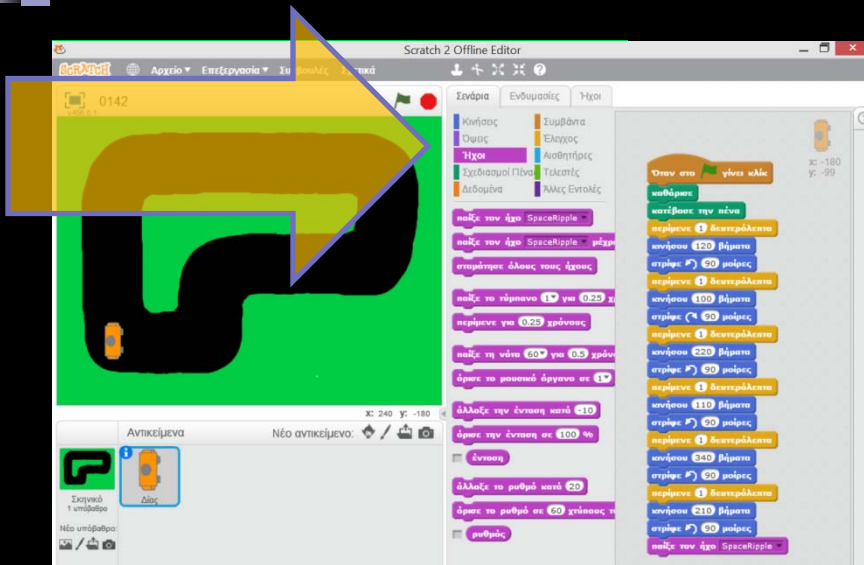 Scratch 2 Offline Editor
SCRATCH Αρχείο Επεξεργασία Συμβουλές Σχετικά
0142
x: 240 y: -180
Αντικείμενα Νέο αντικείμενο:
Σκηνικό
1 υπόβαθρο
Δίας
Νέο υπόβαθρο:
Σενάρια Ενδυμασίες Ήχοι
Κινήσεις Συμβάντα
Όψεις Έλεγχος
Ήχοι Αισθητήρες
Σχεδιασμοί Πένα Τελεστές
Δεδομένα Άλλες Εντολές
παίξε τον ήχο SpaceRipple
παίξε τον ήχο SpaceRipple μέχρι
σταμάτησε όλους τους ήχους
παίξε το τύμπανο 1 για 0.25
περίμενε για 0.25 χρόνους
παίξε τη νότα 60 για 0.5 χρόνο
όρισε το μουσικό όργανο σε 1
άλλαξε την ένταση κατά -10
όρισε την ένταση σε 100 %
ένταση
άλλαξε το ρυθμό κατά 20
όρισε το ρυθμό σε 60 χτύπους
ρυθμός
x: -180
y: -99
Όταν στο γίνει κλικ
καθάρισε
κατέβασε την πένα
περίμενε 1 δευτερόλεπτα
κινήσου 120 βήματα
στρίψε 90 μοίρες
περίμενε 1 δευτερόλεπτα
κινήσου 100 βήματα
στρίψε 90 μοίρες
περίμενε 1 δευτερόλεπτα
κινήσου 220 βήματα
στρίψε 90 μοίρες
περίμενε 1 δευτερόλεπτα
κινήσου 110 βήματα
στρίψε 90 μοίρες
περίμενε 1 δευτερόλεπτα
κινήσου 340 βήματα
στρίψε 90 μοίρες
περίμενε 1 δευτερόλεπτα
κινήσου 210 βήματα
στρίψε 90 μοίρες
παίξε τον ήχο SpaceRipple